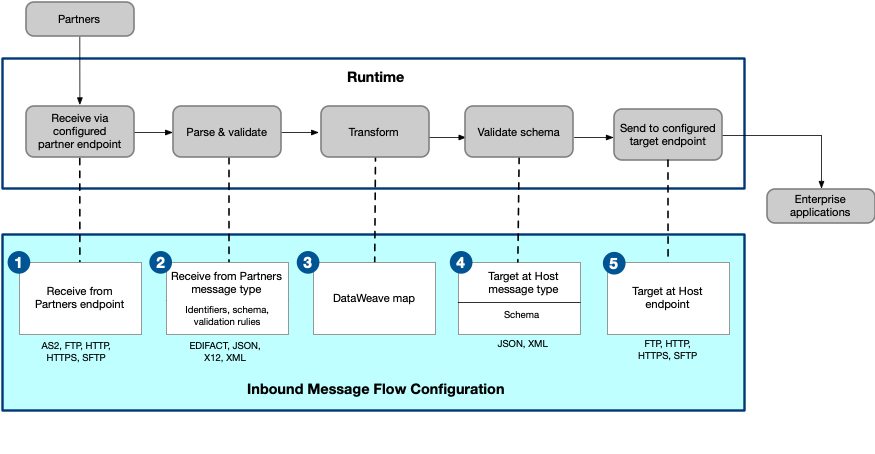 Partners
Runtime
Receive via
configured
partner endpoint
Parse & validate
Transform
Validate schema
Send to configured
target endpoint
Enterprise
applications
1
Receive from
Partners endpoint
AS2, FTP, HTTP,
HTTPS, SFTP
2
Receive from Partners
message type
Identifiers, schema,
validation rulies
EDIFACT, JSON,
X12, XML
3
DataWeave map
4
Target at Host
message type
Schema
JSON, XML
5
Target at Host
endpoint
FTP, HTTP,
HTTPS, SFTP
Inbound Message Flow Configuration